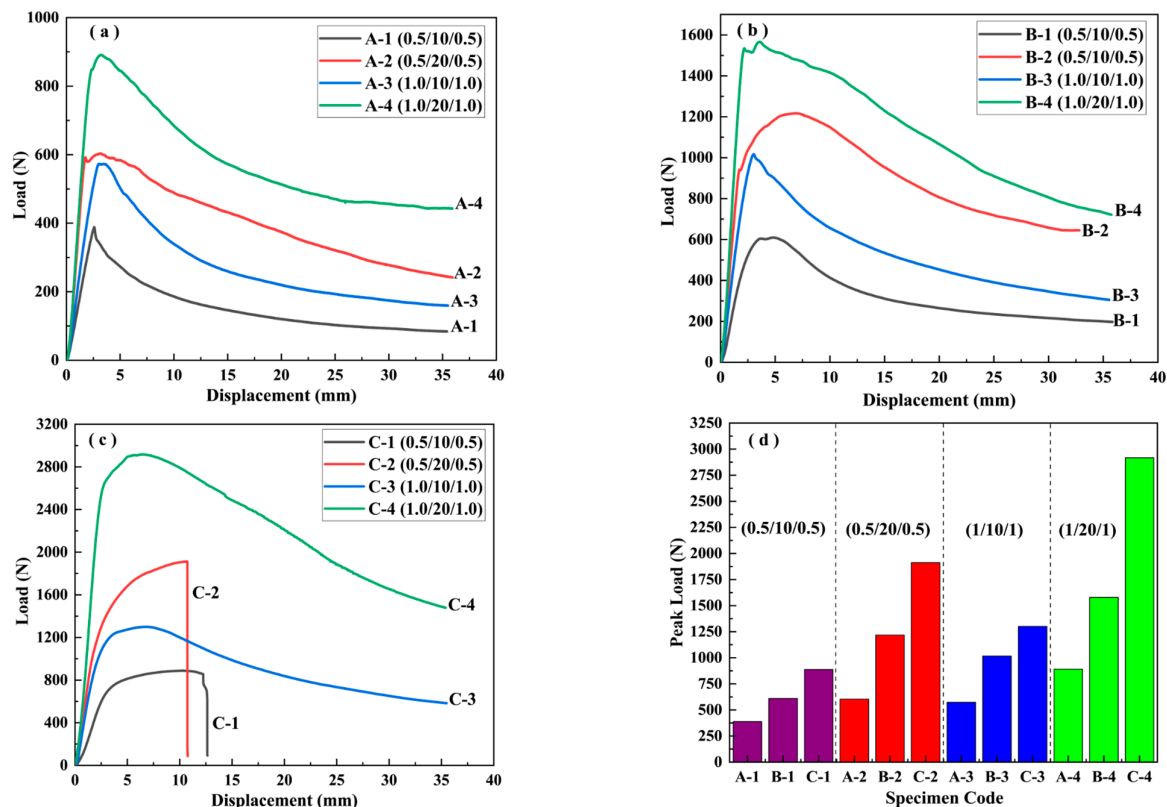 ( a )
A-1 (0.5/10/0.5)
A-2 (0.5/20/0.5)
A-3 (1.0/10/1.0)
A-4 (1.0/20/1.0)
1000
800
600
400
200
0
Load (N)
A-4
A-2
A-3
A-1
0 5 10 15 20 25 30 35 40
Displacement (mm)
( b )
B-1 (0.5/10/0.5)
B-2 (0.5/10/0.5)
B-3 (1.0/10/1.0)
B-4 (1.0/20/1.0)
1600
1400
1200
1000
800
600
400
200
0
Load (N)
B-4
B-2
B-3
B-1
0 5 10 15 20 25 30 35 40
Displacement (mm)
( c )
C-1 (0.5/10/0.5)
C-2 (0.5/20/0.5)
C-3 (1.0/10/1.0)
C-4 (1.0/20/1.0)
3200
2800
2400
2000
1600
1200
800
400
0
Load (N)
C-2
C-4
C-3
C-1
0 5 10 15 20 25 30 35 40
Displacement (mm)
( d )
3250
3000
2750
2500
2250
2000
1750
1500
1250
1000
750
500
250
0
Peak Load (N)
(0.5/10/0.5) (0.5/20/0.5) (1/10/1) (1/20/1)
A-1 B-1 C-1 A-2 B-2 C-2 A-3 B-3 C-3 A-4 B-4 C-4
Specimen Code